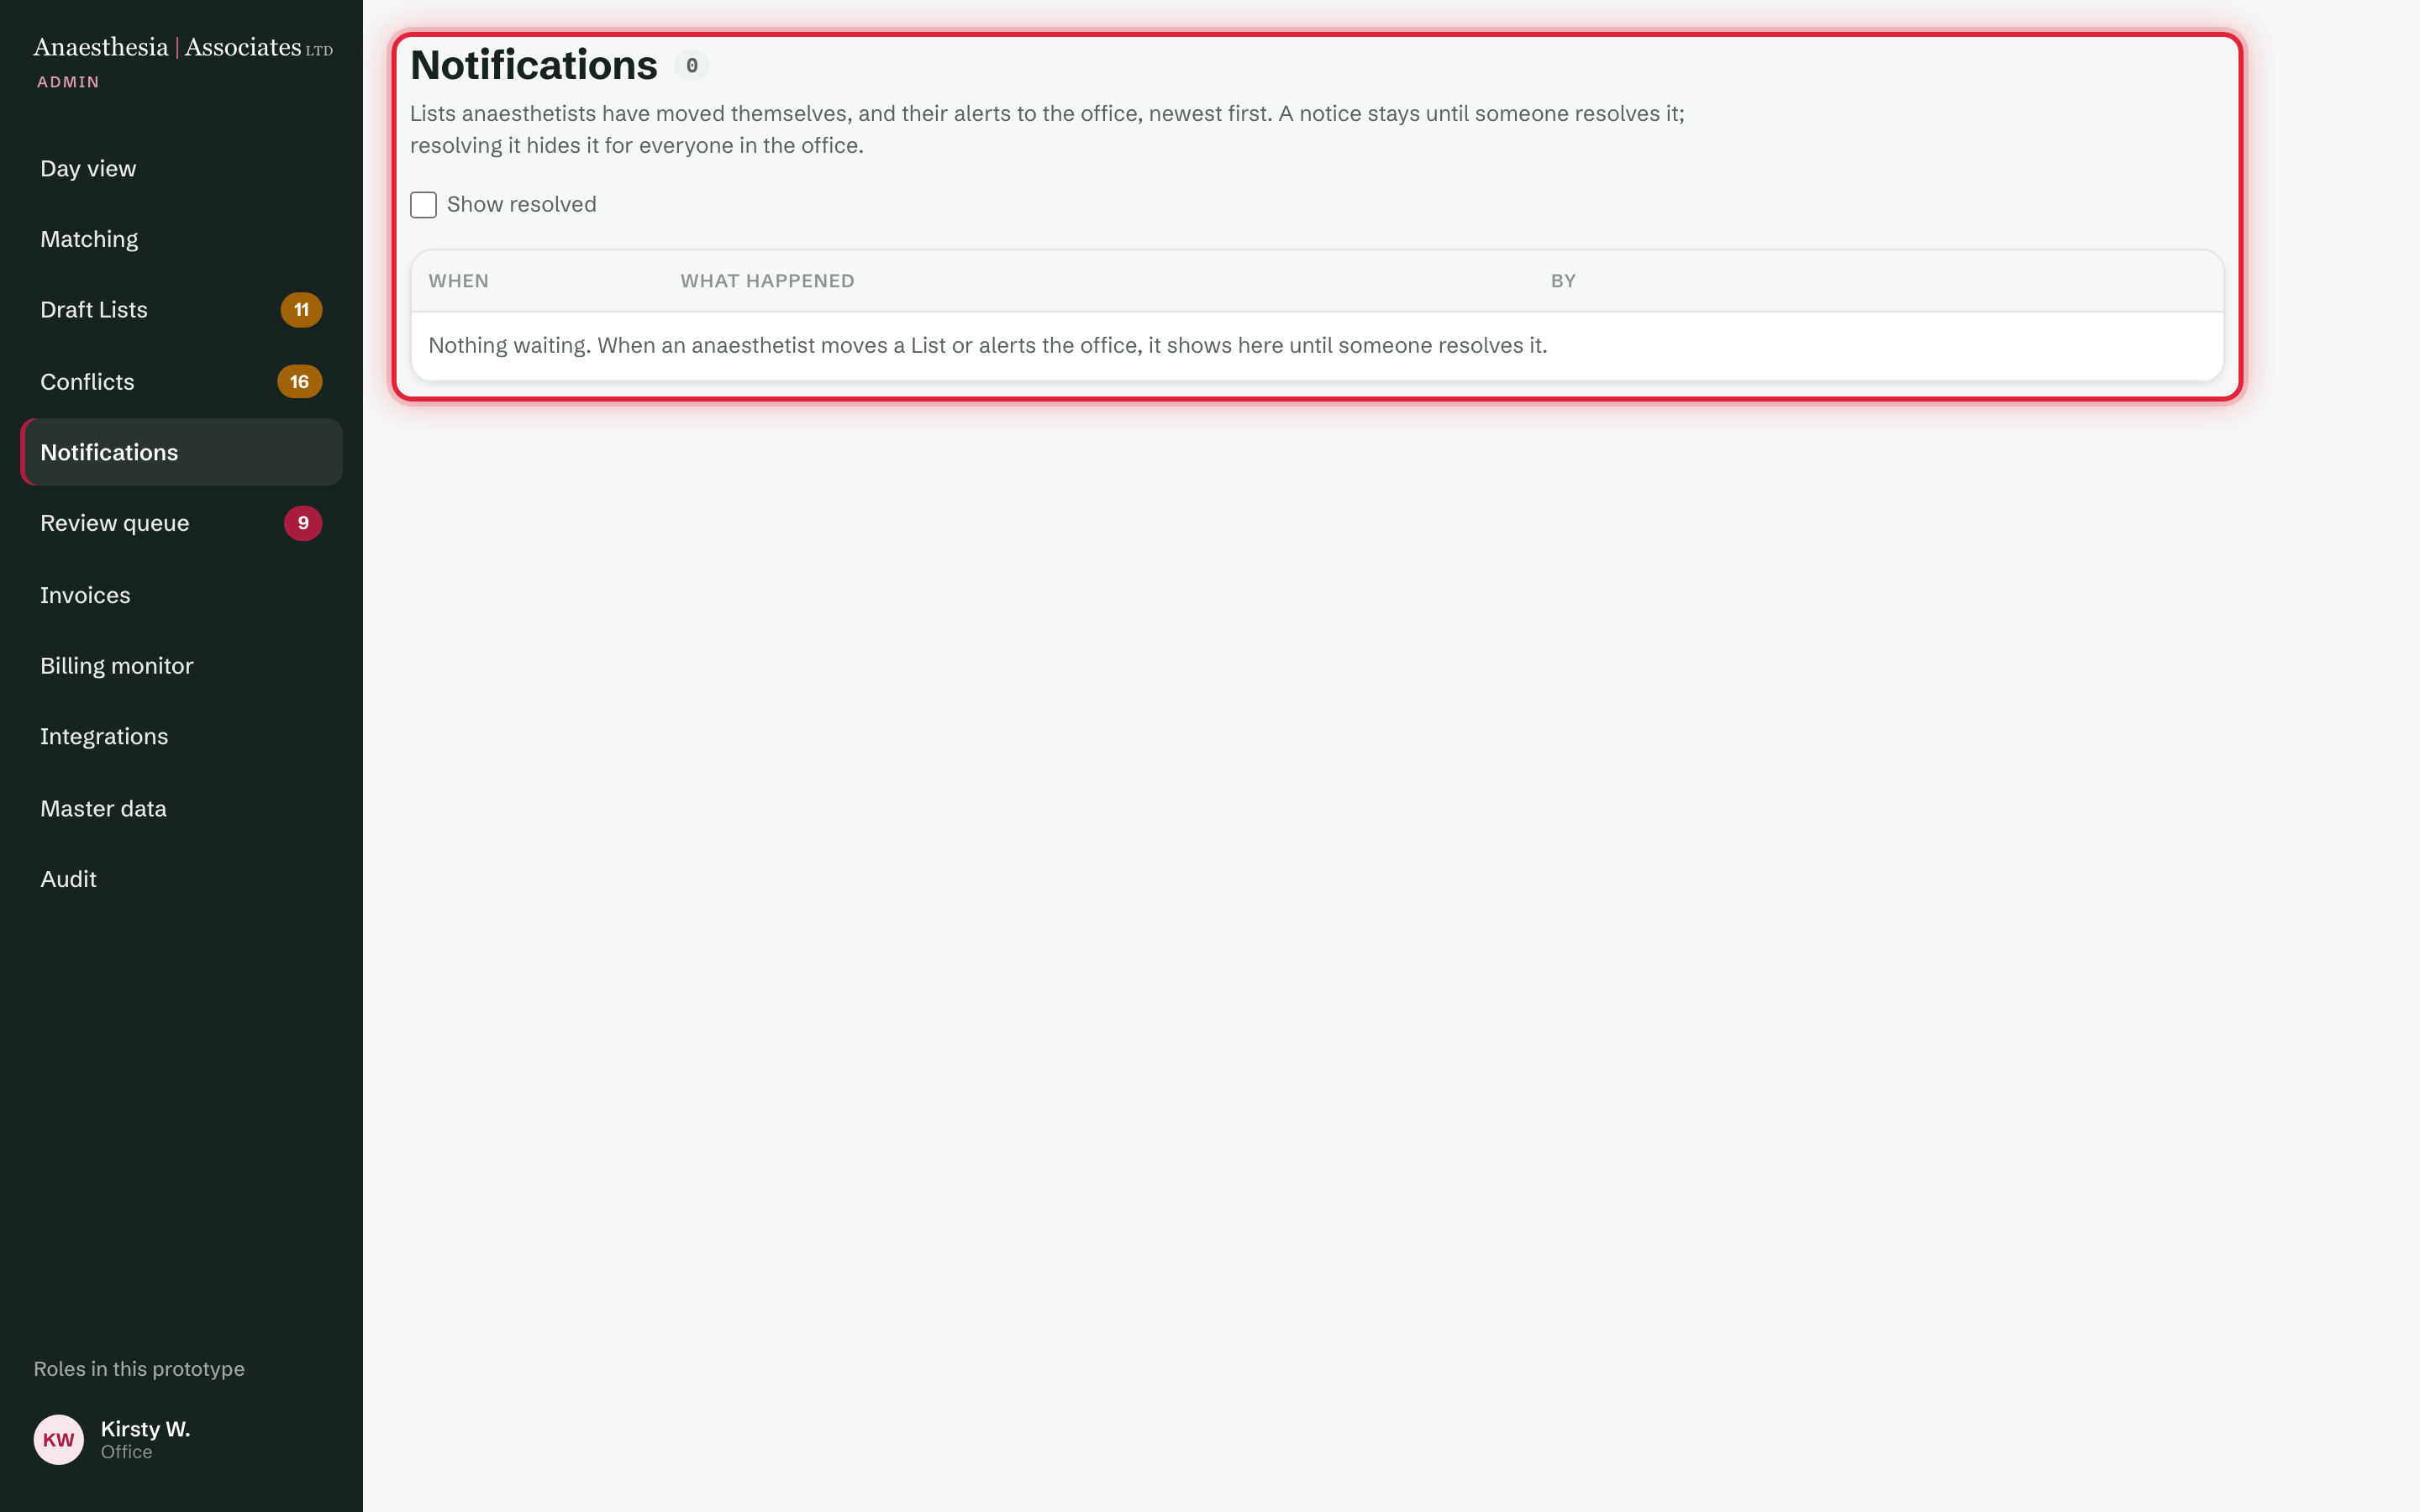 Anaesthesia | Associates LTD
ADMIN
Day view
Matching
Draft Lists 11
Conflicts 16
Notifications
Review queue 9
Invoices
Billing monitor
Integrations
Master data
Audit
Roles in this prototype
KW
Kirsty W.
Office
Notifications 0
Lists anaesthetists have moved themselves, and their alerts to the office, newest first. A notice stays until someone resolves it;
resolving it hides it for everyone in the office.
Show resolved
WHEN WHAT HAPPENED BY
Nothing waiting. When an anaesthetist moves a List or alerts the office, it shows here until someone resolves it.